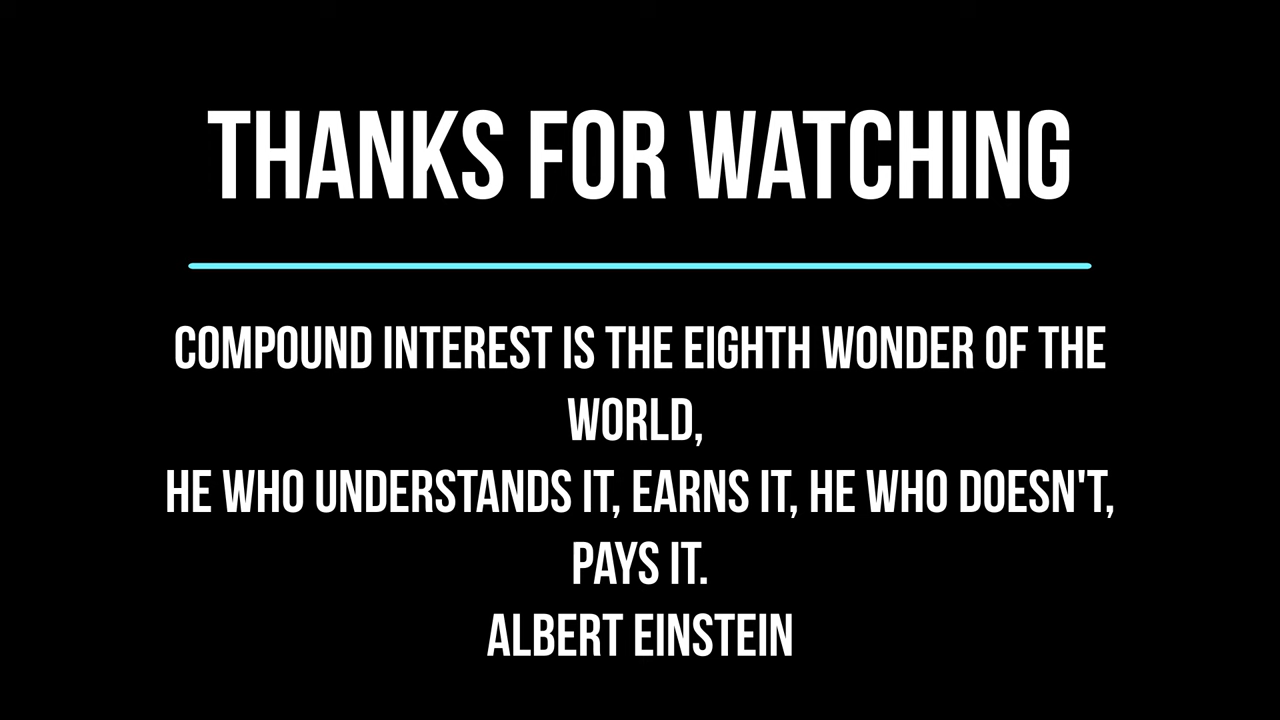 THANKS FOR WATCHING
COMPOUND INTEREST IS THE EIGHTH WONDER OF THE
WORLD,
HE WHO UNDERSTANDS IT, EARNS IT, HE WHO DOESN'T,
PAYS IT.
ALBERT EINSTEIN